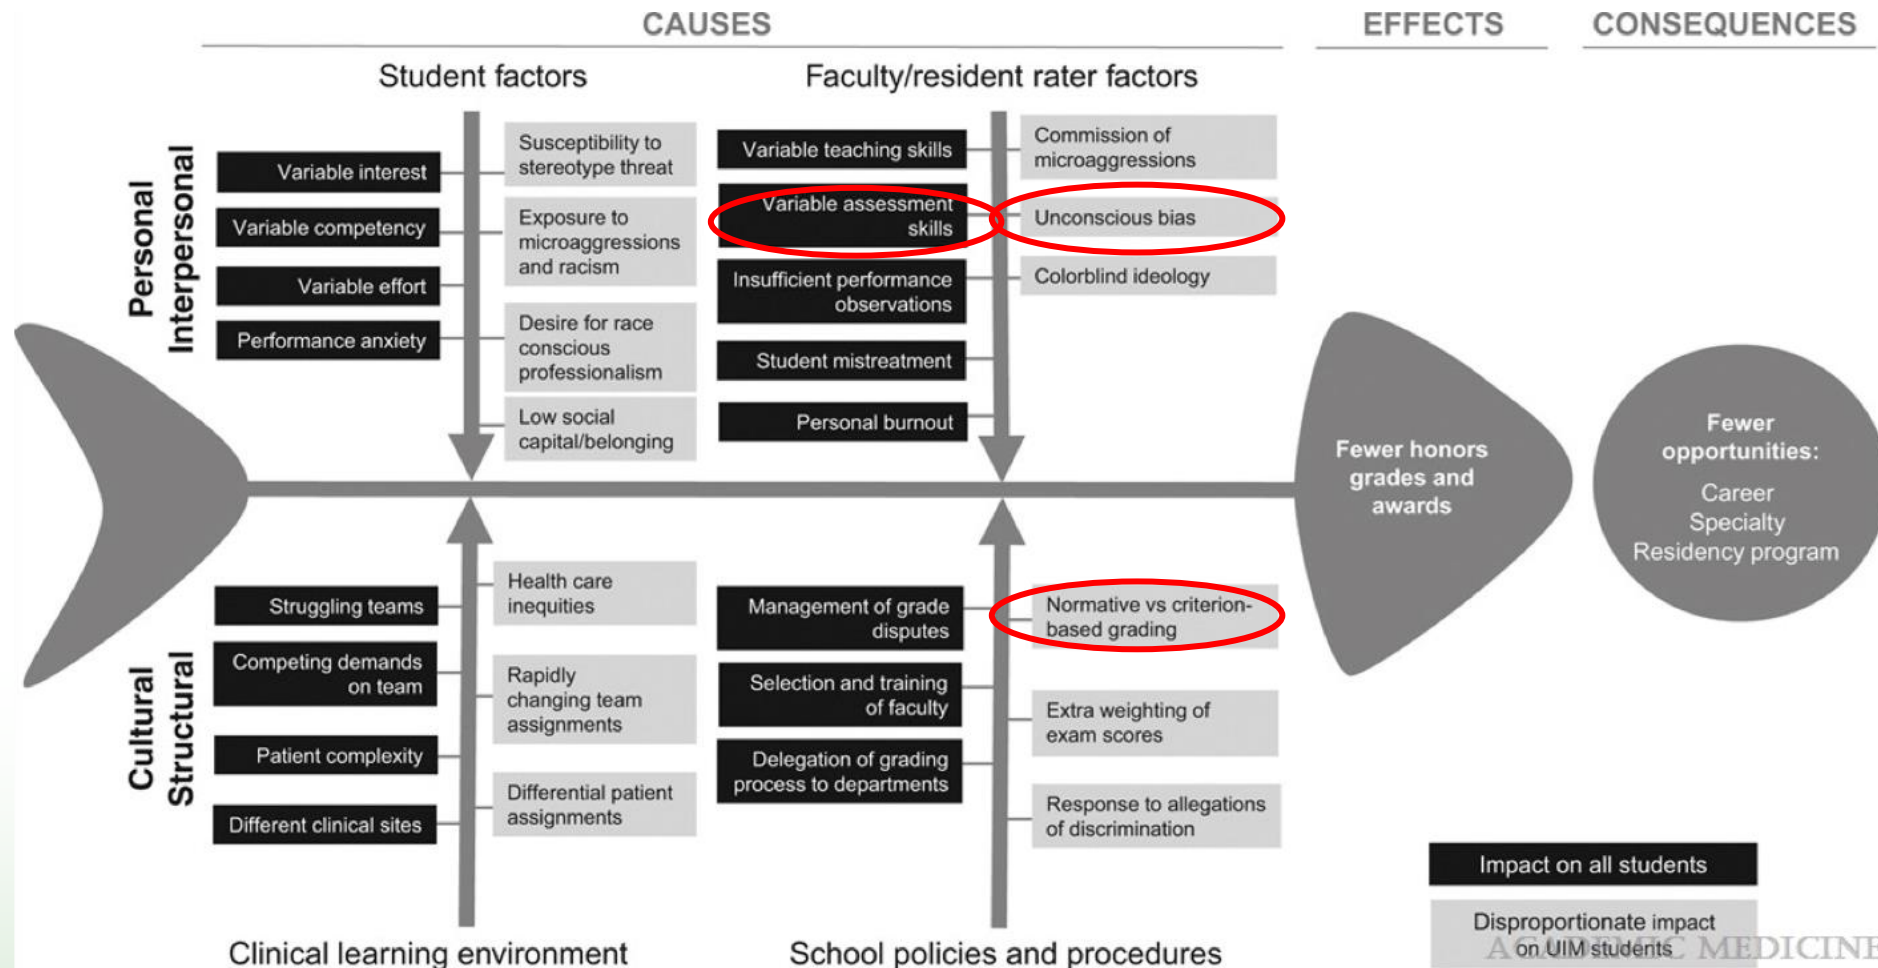 CAUSES
EFFECTS
CONSEQUENCES
Student factors
Faculty/resident rater factors
Personal
Interpersonal
Variable interest
Variable competency
Variable effort
Performance anxiety
Susceptibility to
stereotype threat
Exposure to
microaggressions
and racism
Desire for race
conscious
professionalism
Low social
capital/belonging
Variable teaching skills
Variable assessment
skills
Insufficient performance
observations
Student mistreatment
Personal burnout
Commission of
microaggressions
Unconscious bias
Colorblind ideology
Fewer honors
grades and
awards
Fewer
opportunities:
Career
Specialty
Residency program
Cultural
Structural
Struggling teams
Competing demands
on team
Patient complexity
Different clinical sites
Health care
inequities
Rapidly
changing team
assignments
Differential patient
assignments
Management of grade
disputes
Selection and training
of faculty
Delegation of grading
process to departments
Normative vs criterion-
based grading
Extra weighting of
exam scores
Response to allegations
of discrimination
Clinical learning environment
School policies and procedures
Impact on all students
Disproportionate impact
on UIM students
ACADEMIC MEDICINE